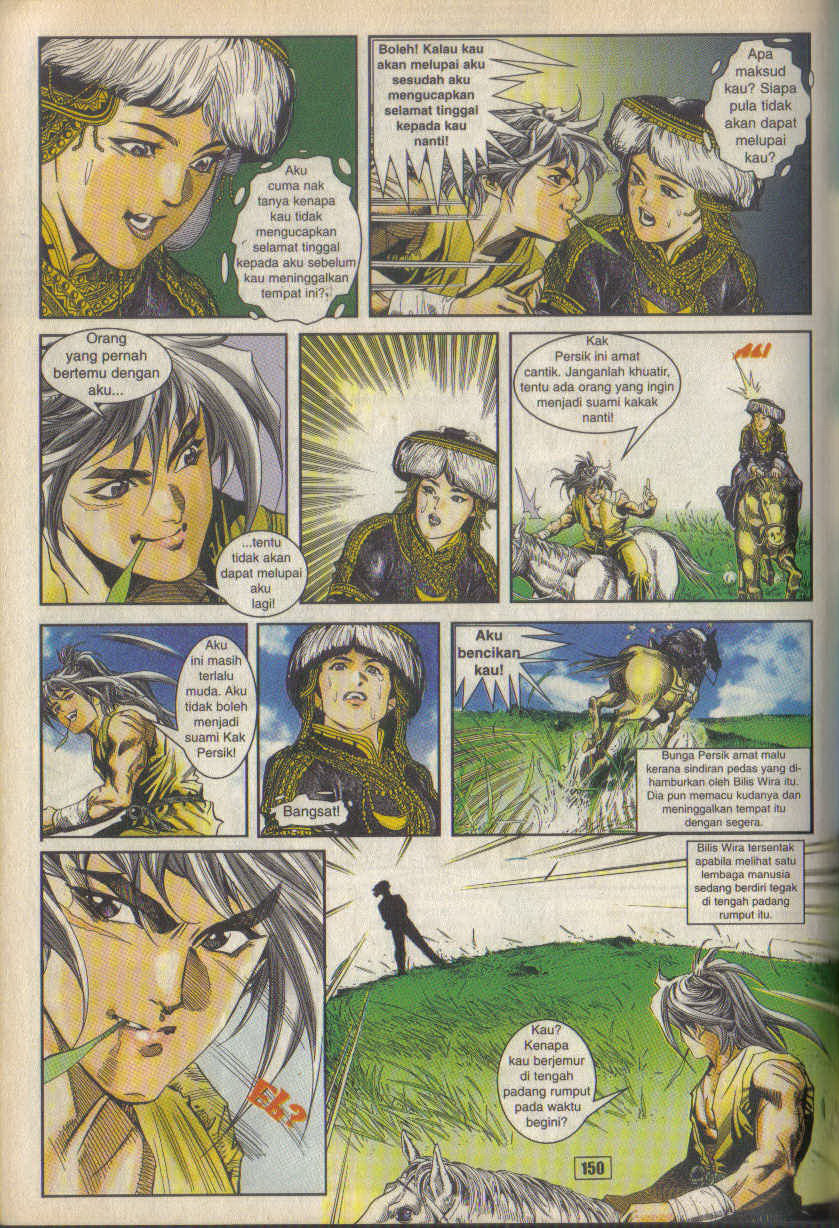 Aku
cuma nak
tanya kenapa
kau tidak
mengucapkan
selamat tinggal
kepada aku sebelum
kau meninggalkan
tempat ini?
Boleh! Kalau kau
akan melupai aku
sesudah aku
mengucapkan
selamat tinggal
kepada kau
nanti!
Apa
maksud
kau? Siapa
pula tidak
akan dapat
melupai
kau?
Orang
yang pernah
bertemu dengan
aku...
...tentu
tidak akan
dapat melupai
aku
lagi!
Kak
Persik ini amat
cantik. Janganlah khuatir,
tentu ada orang yang ingin
menjadi suami kakak
nanti!
Ah!
Aku
ini masih
terlalu
muda. Aku
tidak boleh
menjadi
suami Kak
Persik!
Bangsat!
Aku
bencikan
kau!
Bunga Persik amat malu
kerana sindiran pedas yang di-
hamburkan oleh Bilis Wira itu.
Dia pun memacu kudanya dan
meninggalkan tempat itu
dengan segera.
Eh?
Bilis Wira tersentak
apabila melihat satu
lembaga manusia
sedang berdiri tegak
di tengah padang
rumput itu.
Kau?
Kenapa
kau berjemur
di tengah
padang rumput
pada waktu
begini?
150